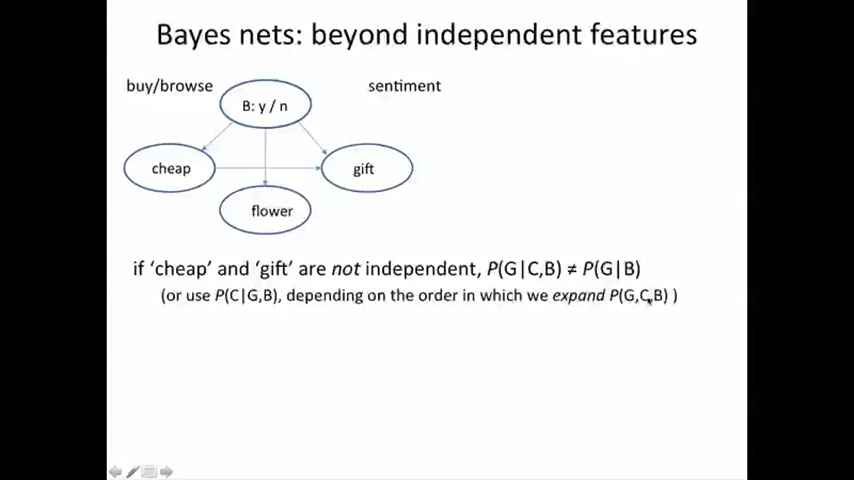 Bayes nets: beyond independent features
buy/browse
sentiment
B: y / n
cheap
gift
flower
if ‘cheap’ and ‘gift’ are not independent, P(G|C,B) ≠ P(G|B)
(or use P(C|G,B), depending on the order in which we expand P(G,C,B) )